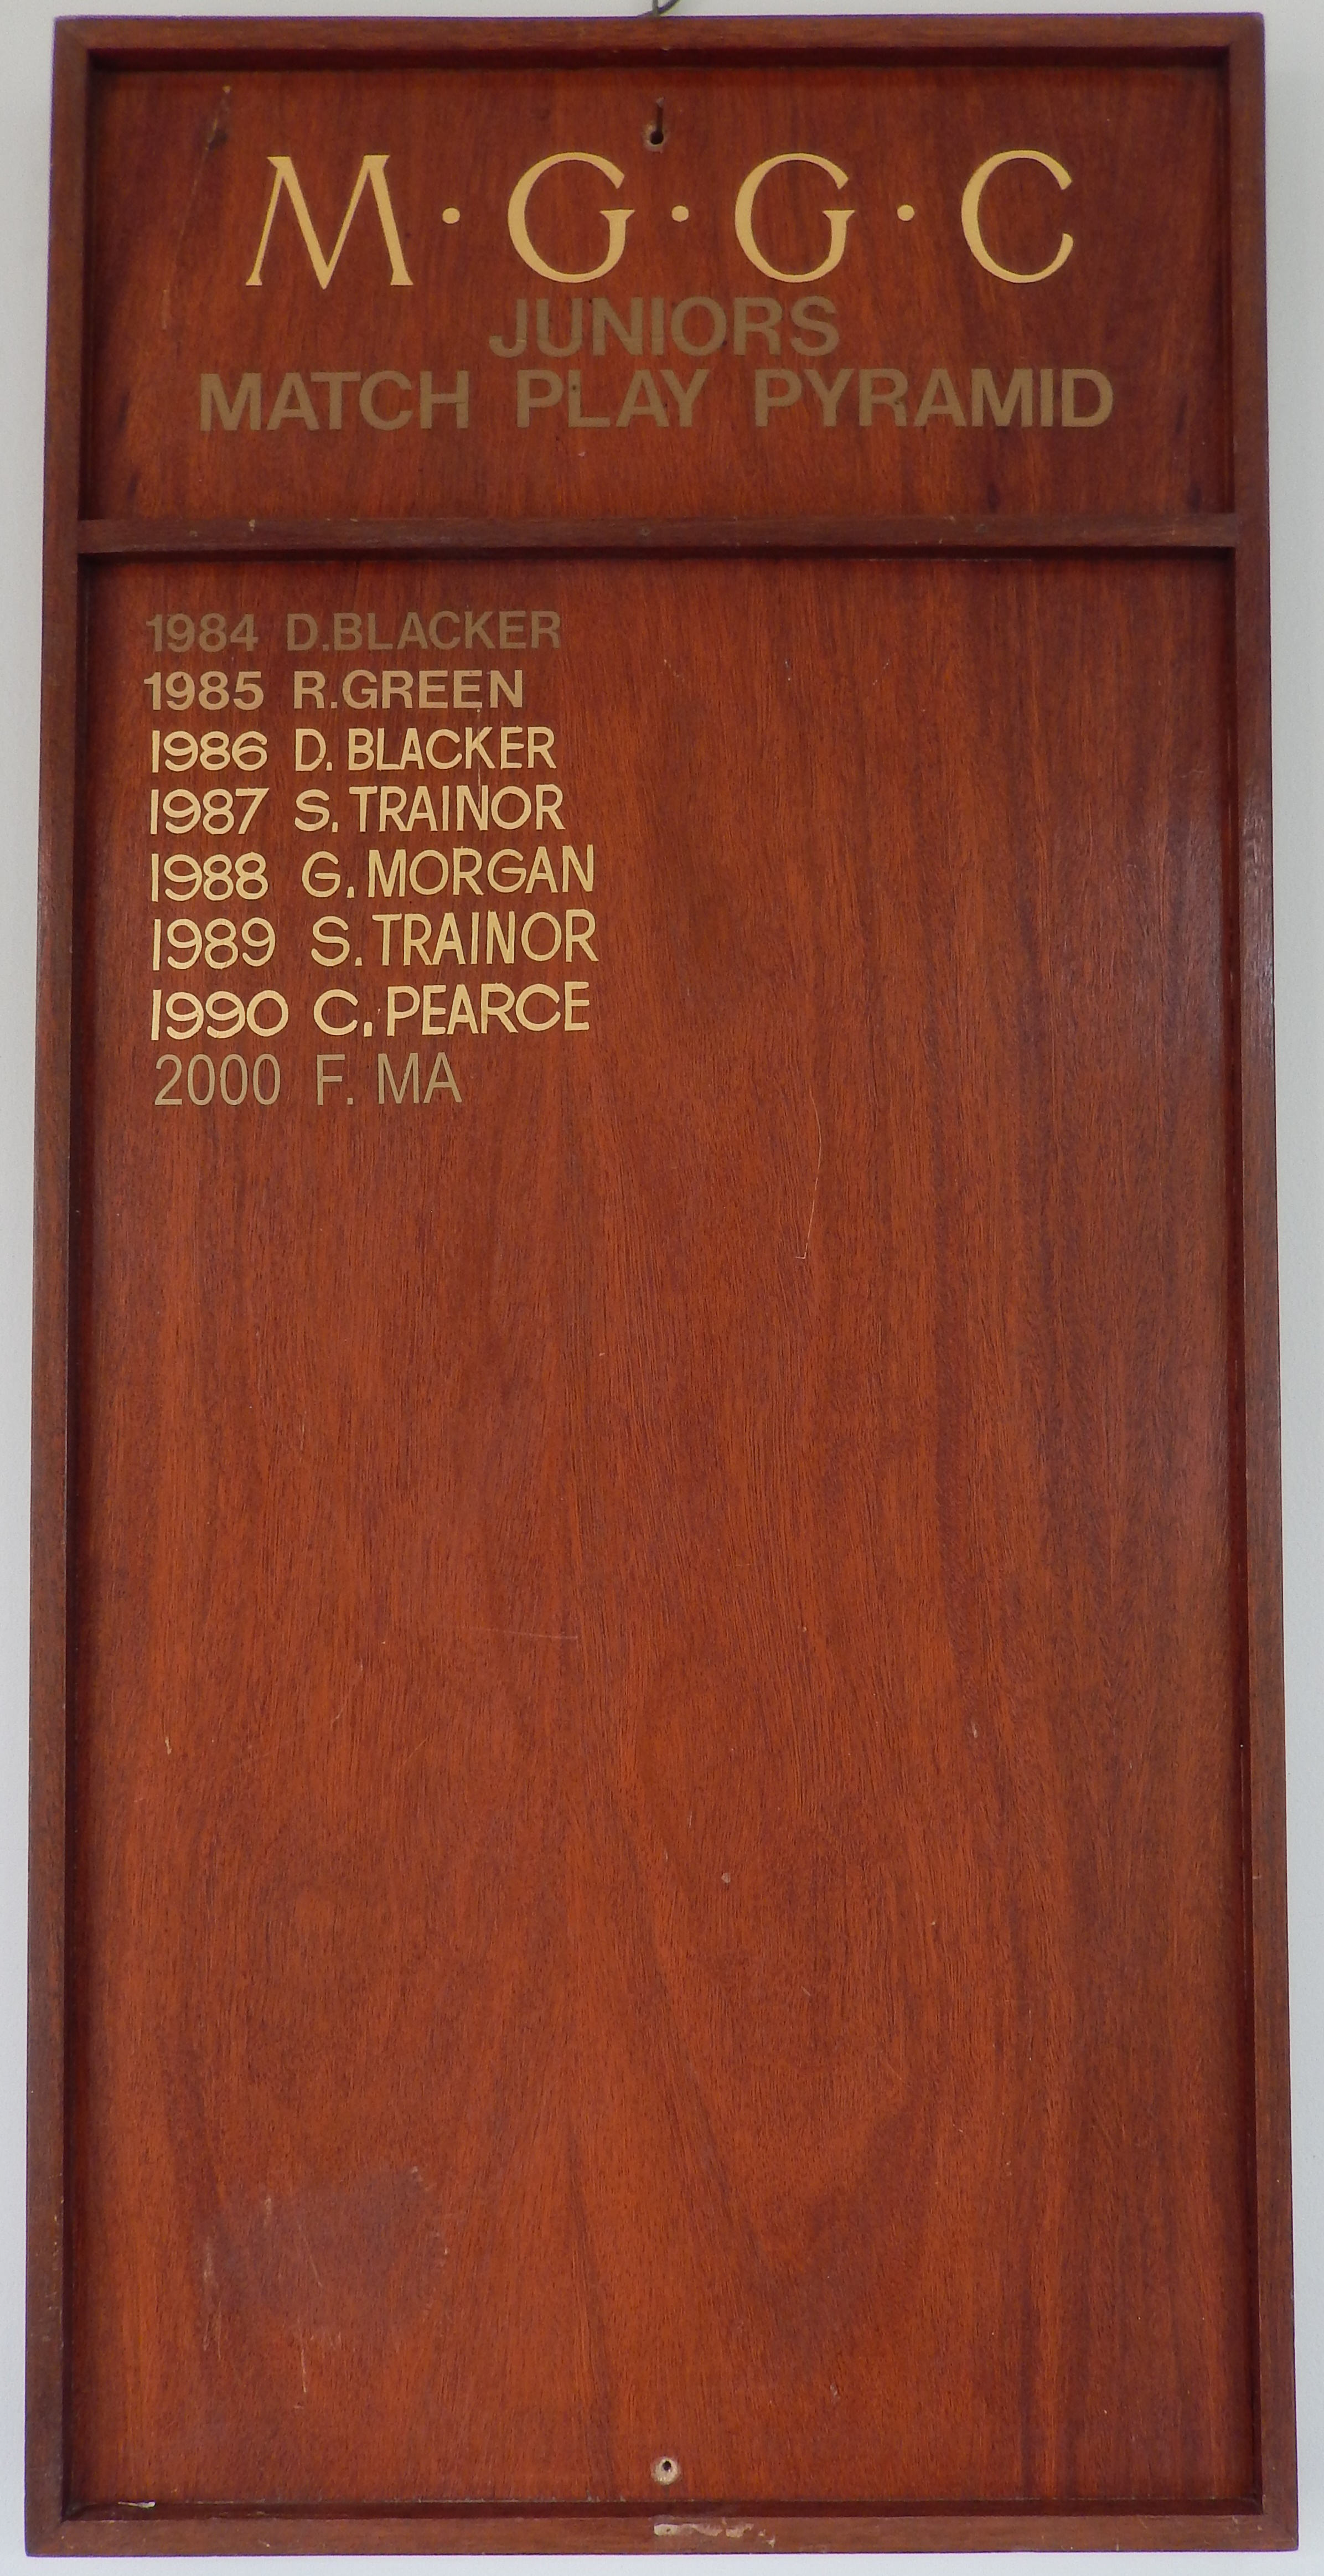 M·G·G·C
JUNIORS
MATCH PLAY PYRAMID
1984 D.BLACKER
1985 R.GREEN
1986 D. BLACKER
1987 S. TRAINOR
1988 G. MORGAN
1989 S. TRAINOR
1990 C. PEARCE
2000 F. MA